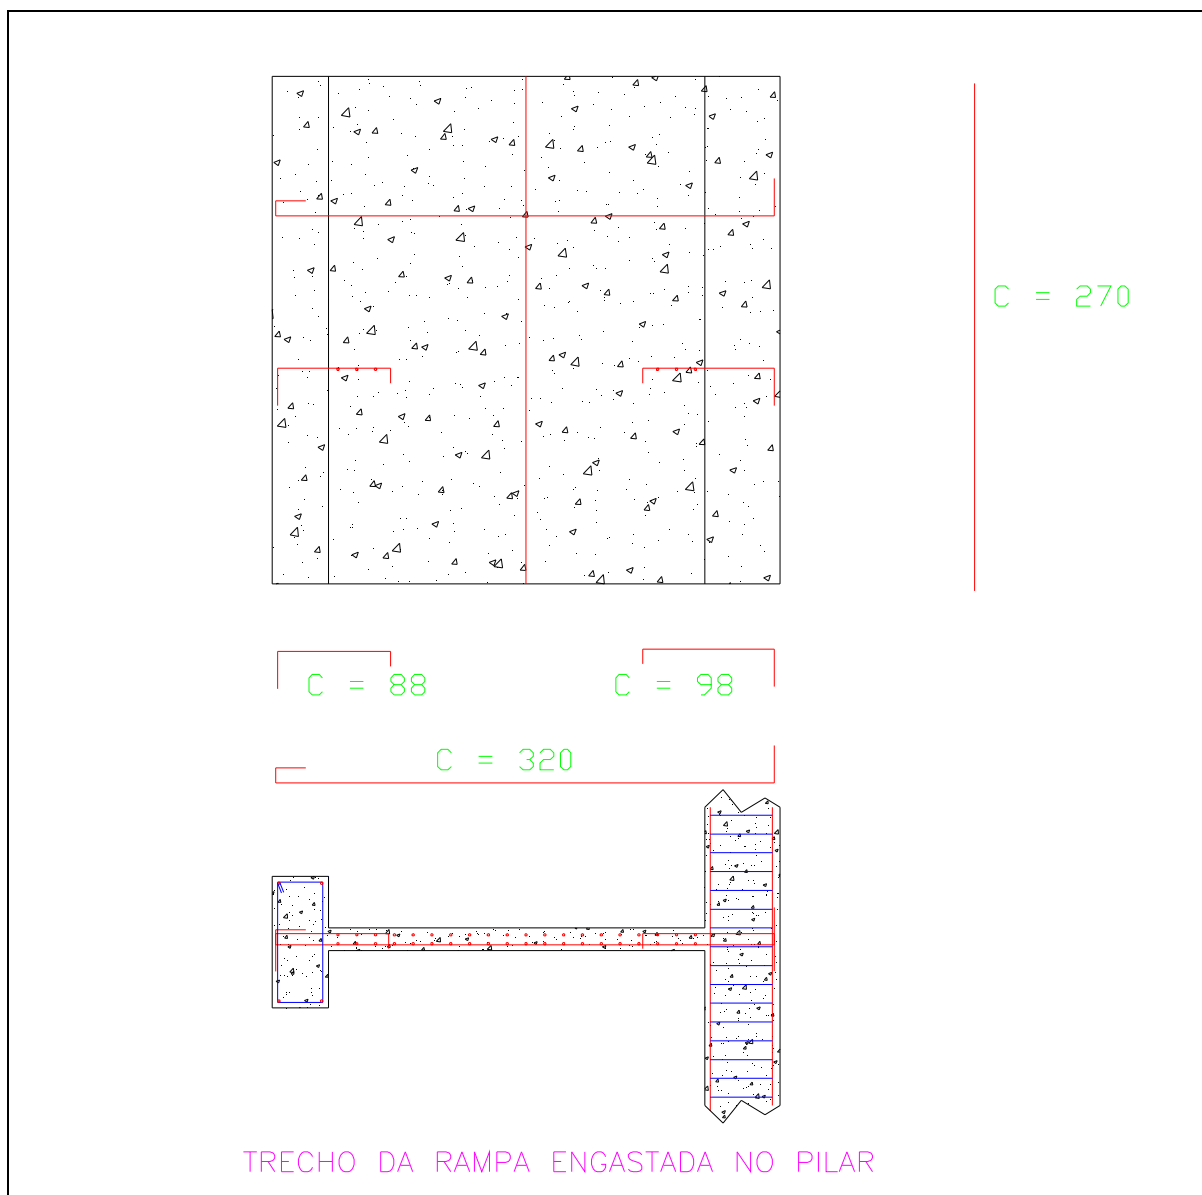 C = 270
C = 88
C = 98
C = 320
TRECHO DA RAMPA ENGASTADA NO PILAR